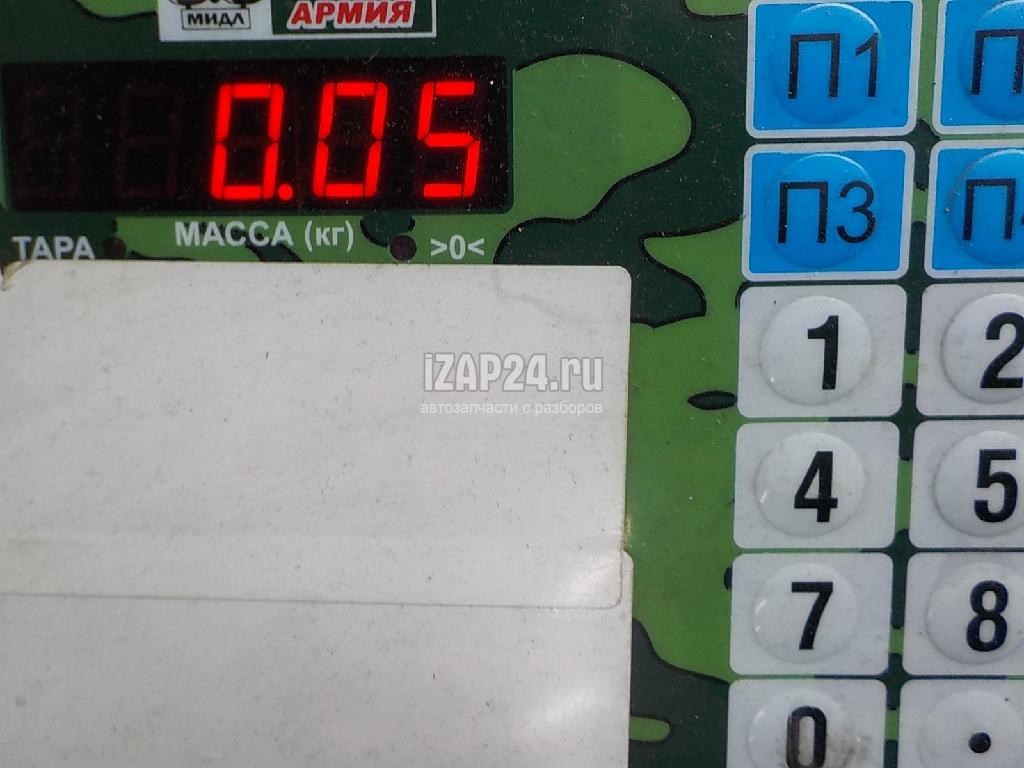 МИДЛ АРМИЯ
0.05
ТАРА МАССА (кг) >0<
П1
П3
1 2
4 5
7 8
0 .
iZAP24.ru
автозапчасти с разборов